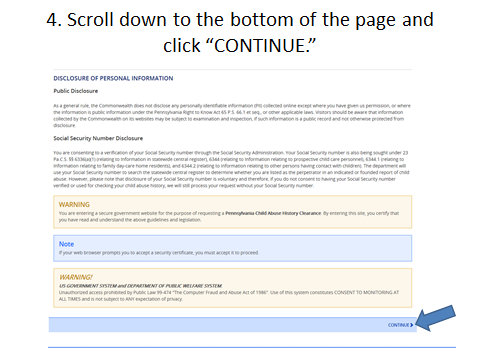 4. Scroll down to the bottom of the page and
click “CONTINUE.”
DISCLOSURE OF PERSONAL INFORMATION
Public Disclosure
As a general rule, the Commonwealth does not disclose any personally identifiable information (PII) collected online except where you have given us permission, or where
the information is public information under the Pennsylvania Right to Know Act 65 P.S. 66.1 et seq., or other applicable laws. Visitors should be aware that information
collected by the Commonwealth on its websites may be subject to examination and inspection, if such information is a public record and not otherwise protected from
disclosure.
Social Security Number Disclosure
You are consenting to a verification of your Social Security number through the Social Security Administration. Your Social Security number is also being sought under 23
Pa.C.S. §§ 6336(a)(1) (relating to information in statewide central register), 6344 (relating to information relating to prospective child care personnel), 6344.1 (relating to
information relating to family day-care home residents), and 6344.2 (relating to information relating to other persons having contact with children). The department will
use your Social Security number to search the statewide central register to determine whether you are listed as the perpetrator in an indicated or founded report of child
abuse. However, please note that disclosure of your Social Security number is voluntary and therefore, if you do not consent to having your Social Security number
verified or used for checking your child abuse history, we will still process your request without your Social Security number.
WARNING
You are entering a secure government website for the purpose of requesting a Pennsylvania Child Abuse History Clearance. By entering this site, you certify that
you have read and understand the above guidelines and legislation.
Note
If your web browser prompts you to accept a security certificate, you must accept it to proceed.
WARNING!
US GOVERNMENT SYSTEM and DEPARTMENT OF PUBLIC WELFARE SYSTEM.
Unauthorized access prohibited by Public Law 99-474 "The Computer Fraud and Abuse Act of 1986". Use of this system constitutes CONSENT TO MONITORING AT
ALL TIMES and is not subject to ANY expectation of privacy.
CONTINUE